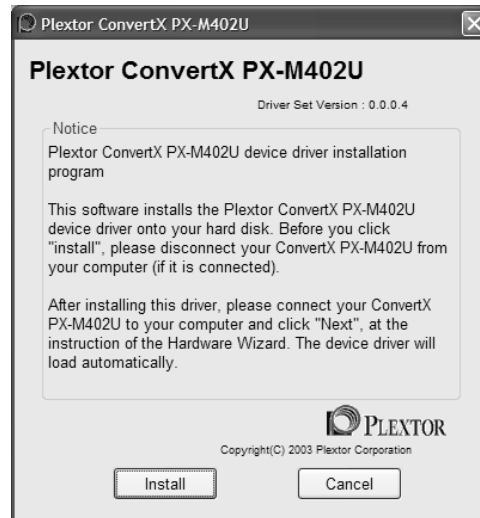 Plextor ConvertX PX-M402U
Plextor ConvertX PX-M402U
Driver Set Version : 0.0.0.4
Notice
Plextor ConvertX PX-M402U device driver installation
program
This software installs the Plextor ConvertX PX-M402U
device driver onto your hard disk. Before you click
"install", please disconnect your ConvertX PX-M402U from
your computer (if it is connected).
After installing this driver, please connect your ConvertX
PX-M402U to your computer and click "Next", at the
instruction of the Hardware Wizard. The device driver will
load automatically.
PLEXTOR
Copyright(C) 2003 Plextor Corporation
Install Cancel